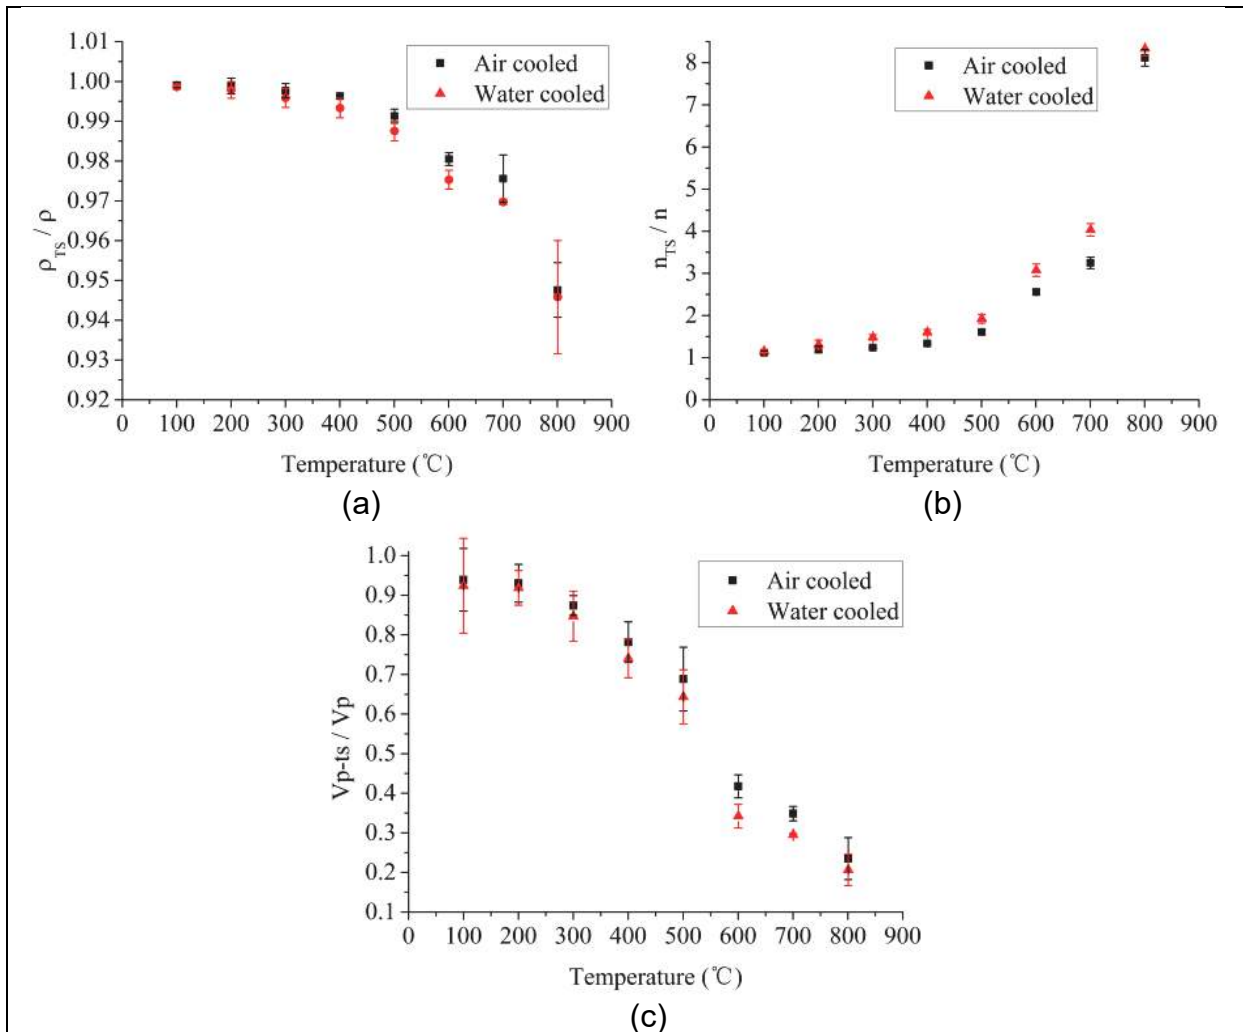 1.01
1.00
0.99
0.98
0.97
0.96
0.95
0.94
0.93
0.92
ρTS / ρ
Air cooled
Water cooled
0 100 200 300 400 500 600 700 800 900
Temperature (℃)
(a)
8
6
4
3
2
1
0
nTS / n
Air cooled
Water cooled
0 100 200 300 400 500 600 700 800 900
Temperature (℃)
(b)
1.0
0.9
0.8
0.7
0.6
0.5
0.4
0.3
0.2
0.1
Vp-ts / Vp
Air cooled
Water cooled
0 100 200 300 400 500 600 700 800 900
Temperature (℃)
(c)